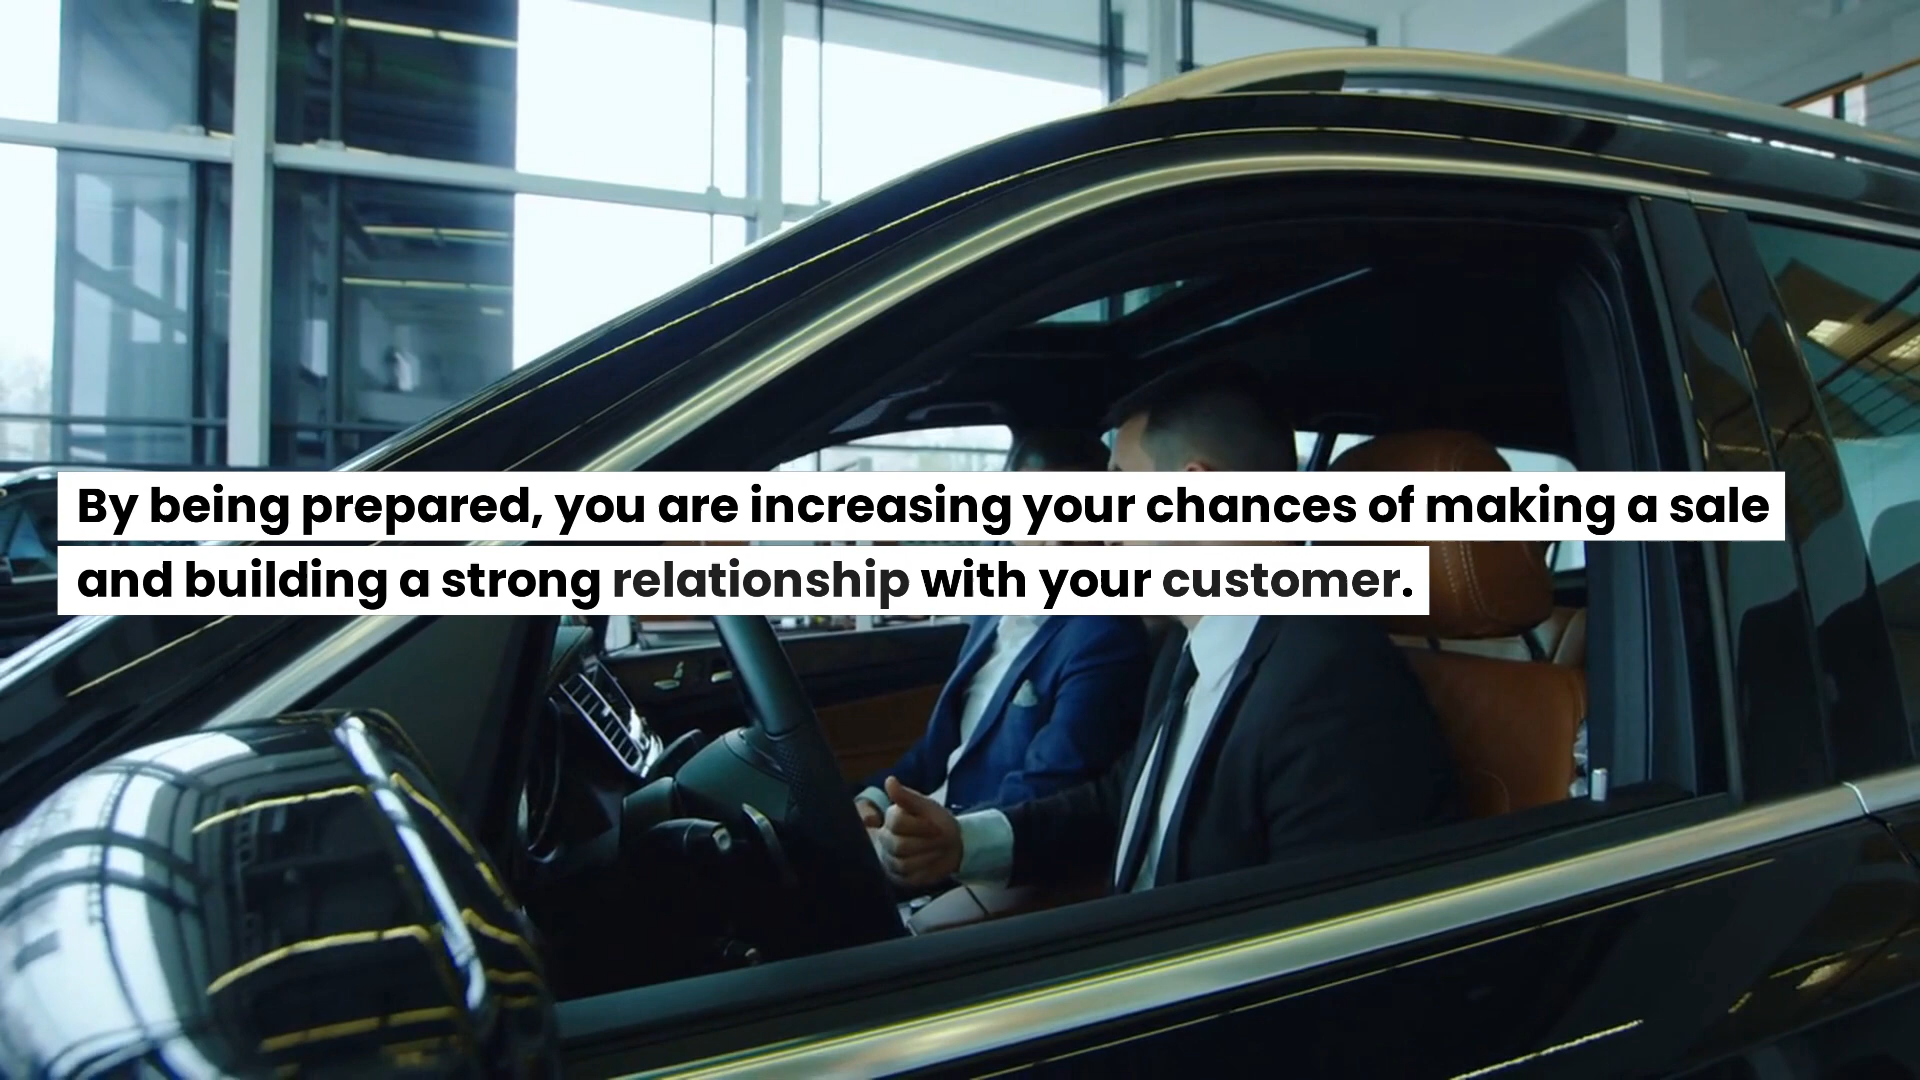 By being prepared, you are increasing your chances of making a sale
and building a strong relationship with your customer.